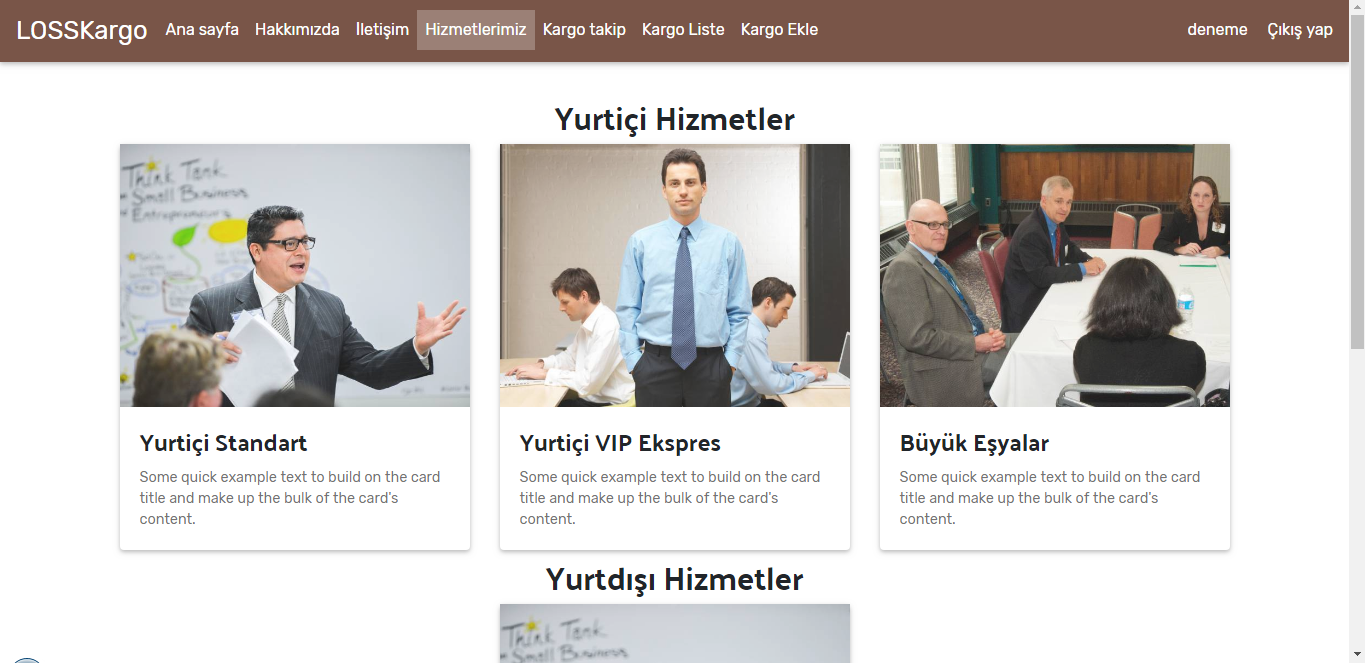 LOSSKargo Ana sayfa Hakkımızda İletişim Hizmetlerimiz Kargo takip Kargo Liste Kargo Ekle deneme Çıkış yap
Yurtiçi Hizmetler
Think Tank
Small Business
Entrepreneurs
Yurtiçi Standart
Some quick example text to build on the card
title and make up the bulk of the card's
content.
Yurtiçi VIP Ekspres
Some quick example text to build on the card
title and make up the bulk of the card's
content.
Büyük Eşyalar
Some quick example text to build on the card
title and make up the bulk of the card's
content.
Yurtdışı Hizmetler
Think Tank
Small Business